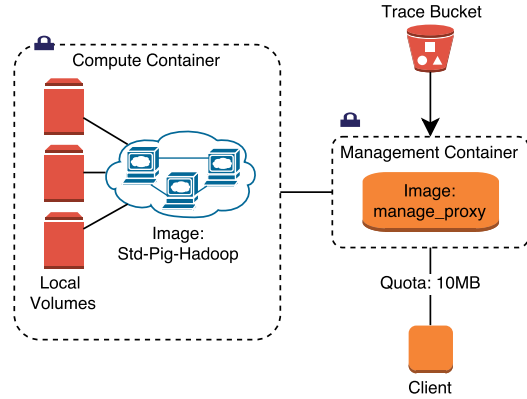 Trace Bucket
Compute Container
Management Container
Image:
manage_proxy
Image:
Std-Pig-Hadoop
Local
Volumes
Quota: 10MB
Client